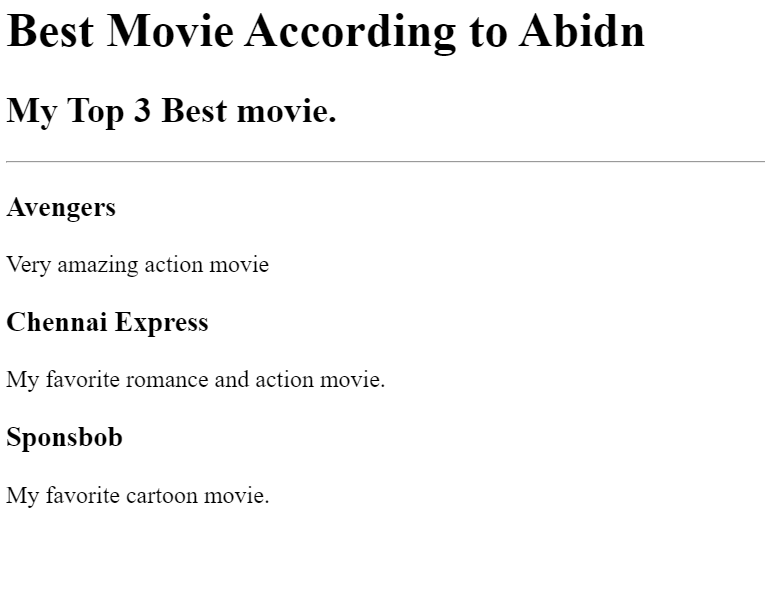 Best Movie According to Abidn
My Top 3 Best movie.
Avengers
Very amazing action movie
Chennai Express
My favorite romance and action movie.
Sponsbob
My favorite cartoon movie.